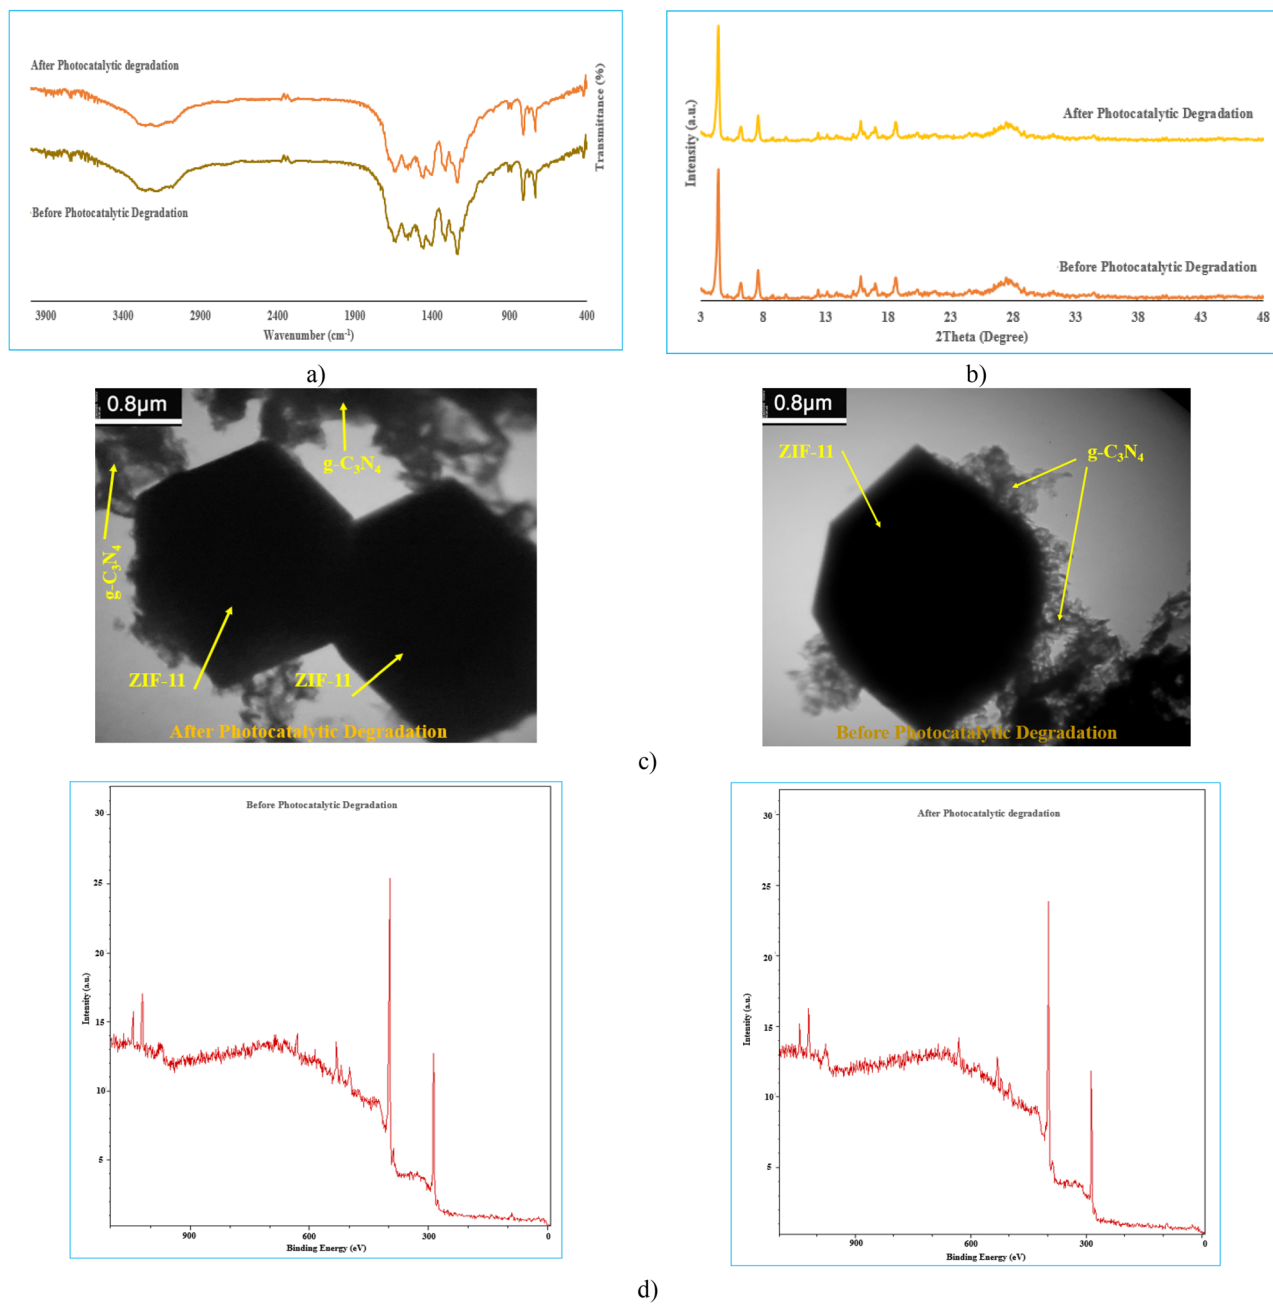 After Photocatalytic degradation
Transmittance (%)
Before Photocatalytic Degradation
3900 3400 2900 2400 1900 1400 900 400
Wavenumber (cm⁻¹)
a)
After Photocatalytic Degradation
Intensity (a.u.)
Before Photocatalytic Degradation
3 8 13 18 23 28 33 38 43 48
2Theta (Degree)
b)
0.8µm
g-C₃N₄
g-C₃N₄
ZIF-11
ZIF-11
After Photocatalytic Degradation
0.8µm
ZIF-11
g-C₃N₄
Before Photocatalytic Degradation
c)
Before Photocatalytic Degradation
30
25
20
15
10
5
Intensity (a.u.)
900 600 300 0
Binding Energy (eV)
After Photocatalytic degradation
30
25
20
15
10
5
Intensity (a.u.)
900 600 300 0
Binding Energy (eV)
d)